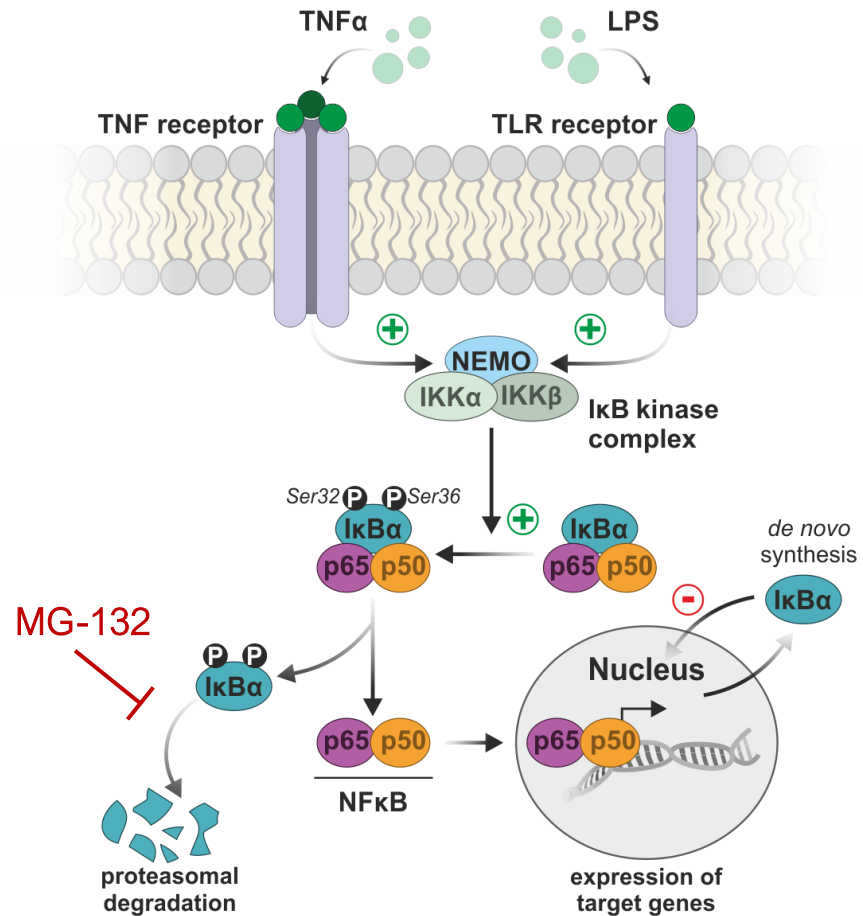 TNFα
LPS
TNF receptor
TLR receptor
NEMO
IKKα
IKKβ
IκB kinase
complex
Ser32
P
P
Ser36
IκBα
p65
p50
IκBα
p65
p50
de novo
synthesis
IκBα
MG-132
P
P
IκBα
Nucleus
p65
p50
NFκB
p65
p50
proteasomal
degradation
expression of
target genes